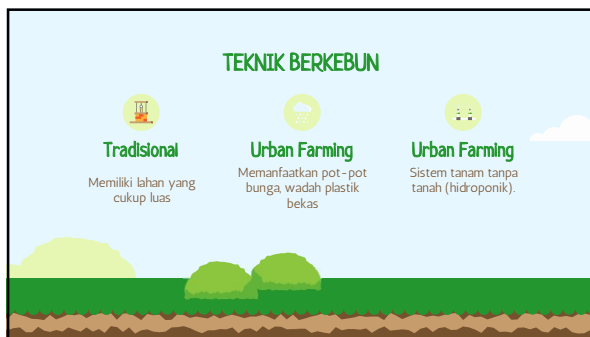 TEKNIK BERKEBUN
Tradisional
Memiliki lahan yang
cukup luas
Urban Farming
Memanfaatkan pot-pot
bunga, wadah plastik
bekas
Urban Farming
Sistem tanam tanpa
tanah (hidroponik).